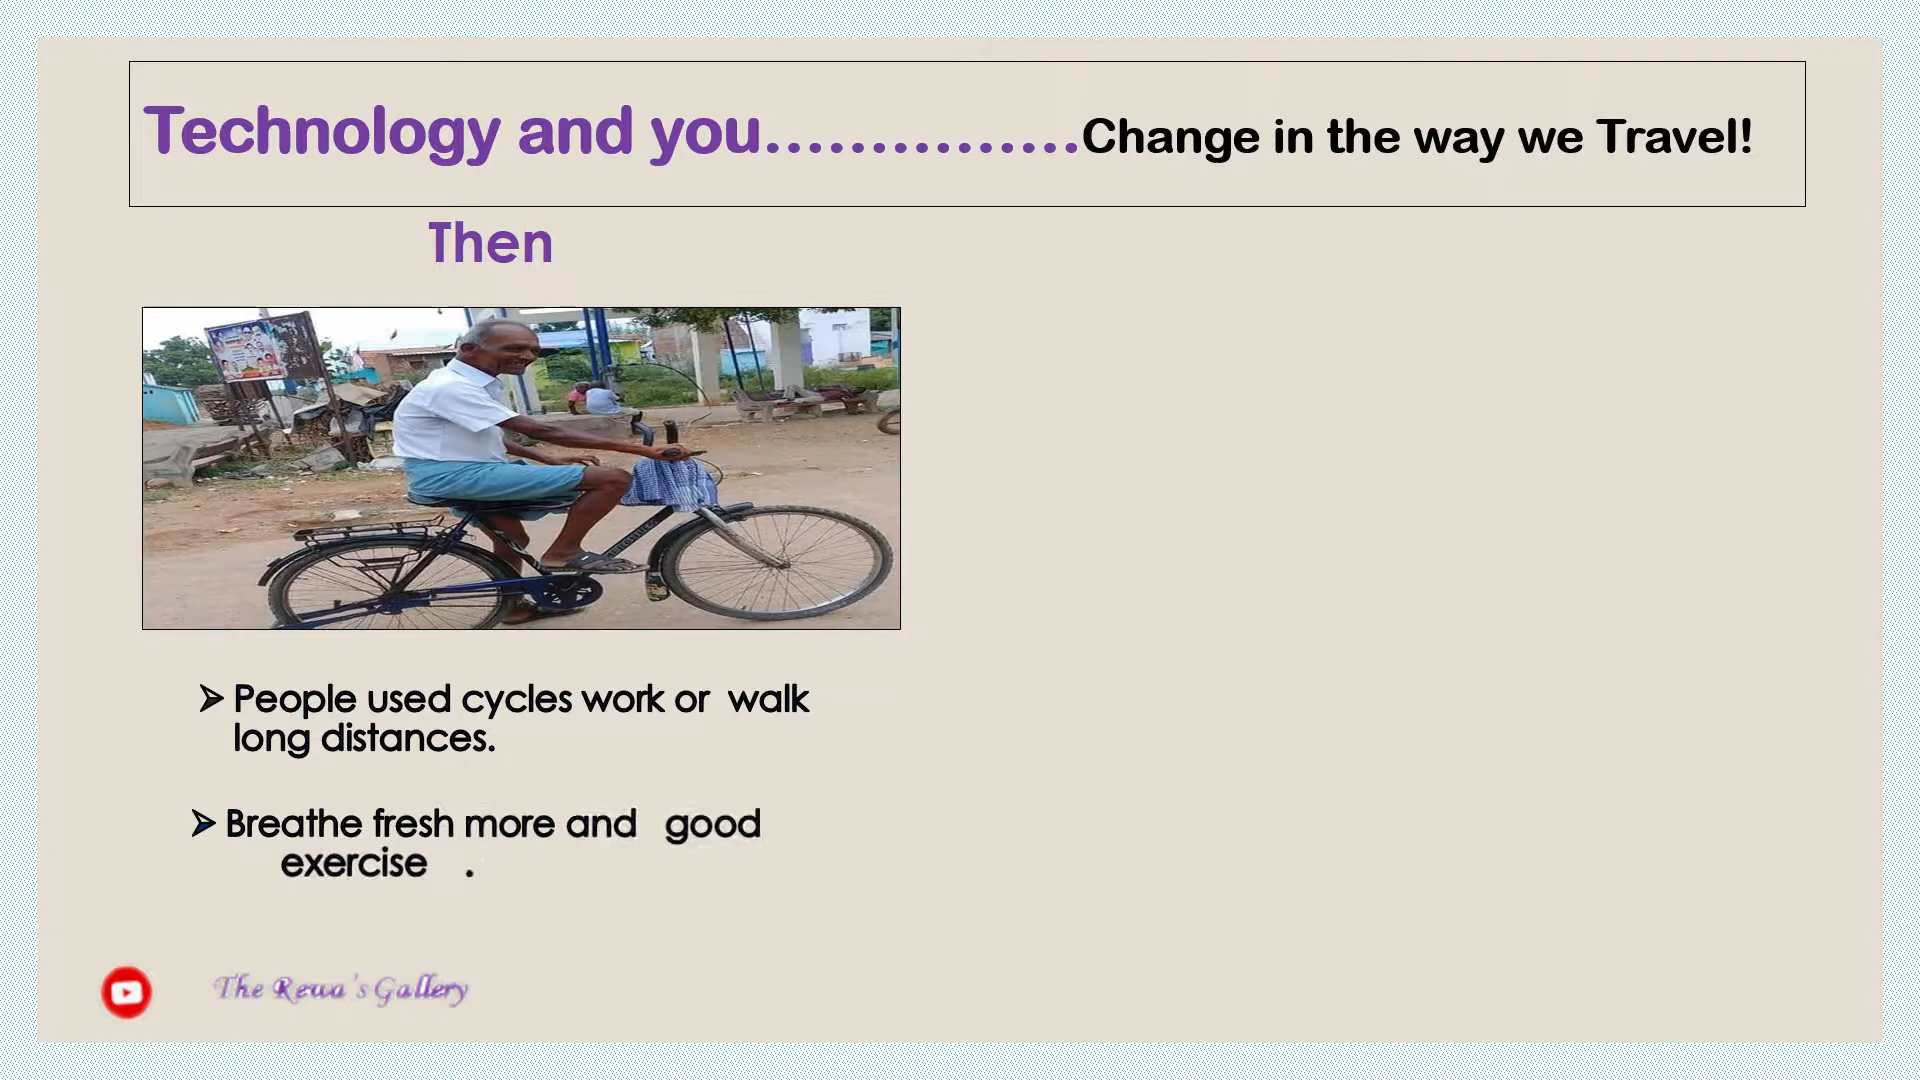 Technology and you...............Change in the way we Travel!
Then
People used cycles work or walk
long distances.
Breathe fresh more and good
exercise .
The Rewa's Gallery